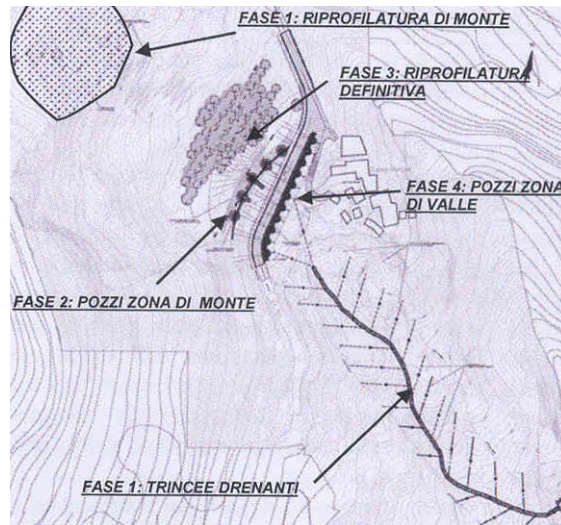 FASE 1: RIPROFILATURA DI MONTE
FASE 3: RIPROFILATURA
DEFINITIVA
FASE 4: POZZI ZONA
DI VALLE
FASE 2: POZZI ZONA DI MONTE
FASE 1: TRINCEE DRENANTI